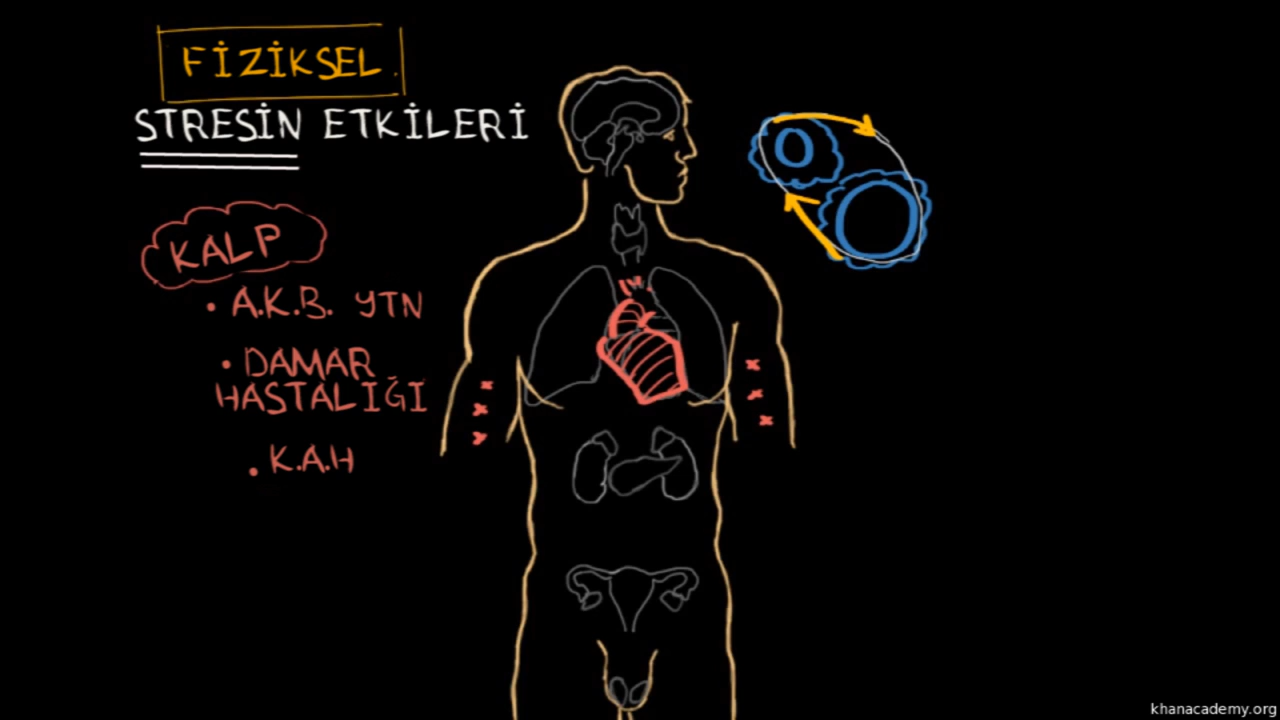 FİZİKSEL
STRESİN ETKİLERİ
KALP
• A.K.B. YTN
• DAMAR
HASTALIĞI
• K.A.H
khanacademy.org